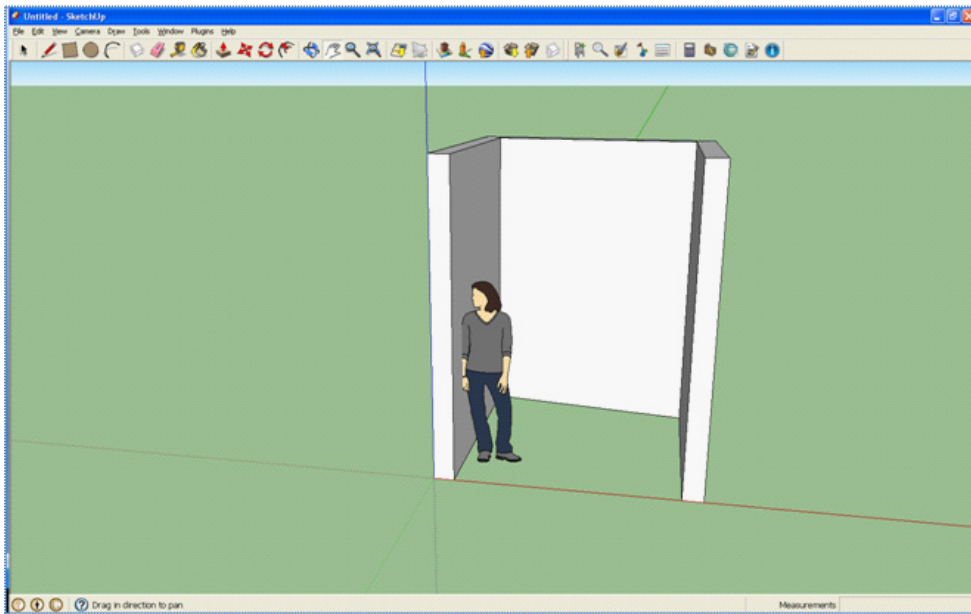 Untitled - SketchUp
File Edit View Camera Draw Tools Window Plugins Help
Drag in direction to pan
Measurements